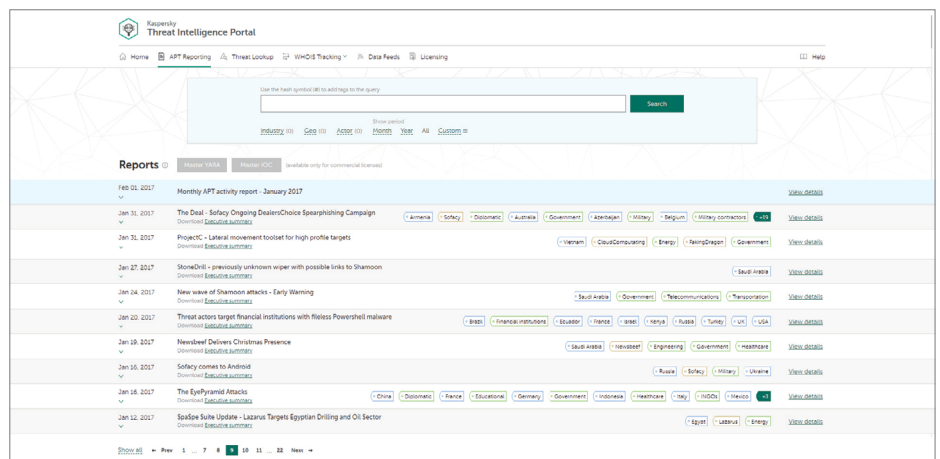 Kaspersky
Threat Intelligence Portal
Home APT Reporting Threat Lookup WHOIS Tracking Data Feeds Licensing Help
Use the hash symbol (#) to add tags to the query
Search
Show period
Industry (0) Geo (0) Actor (0) Month Year All Custom
Reports Master YARA Master IOC (available only for commercial licenses)
Feb 01, 2017 Monthly APT activity report - January 2017 View details
Jan 31, 2017 The Deal - Sofacy Ongoing DealersChoice Spearphishing Campaign Armenia Sofacy Diplomatic Australia Government Azerbaijan Military Belgium Military contractors +19 View details
Download Executive summary
Jan 31, 2017 ProjectC - Lateral movement toolset for high profile targets Vietnam CloudComputating Energy FakingDragon Government View details
Download Executive summary
Jan 27, 2017 StoneDrill - previously unknown wiper with possible links to Shamoon Saudi Arabia View details
Download Executive summary
Jan 24, 2017 New wave of Shamoon attacks - Early Warning Saudi Arabia Government Telecommunications Transportation View details
Download Executive summary
Jan 20, 2017 Threat actors target financial institutions with fileless Powershell malware Brazil Financial Institutions Ecuador France Israel Kenya Russia Turkey UK USA View details
Download Executive summary
Jan 19, 2017 Newsbeef Delivers Christmas Presence Saudi Arabia Newsbeef Engineering Government Healthcare View details
Download Executive summary
Jan 16, 2017 Sofacy comes to Android Russia Sofacy Military Ukraine View details
Download Executive summary
Jan 16, 2017 The EyePyramid Attacks China Diplomatic France Educational Germany Government Indonesia Healthcare Italy INGOs Mexico +3 View details
Download Executive summary
Jan 12, 2017 SpaSpe Suite Update - Lazarus Targets Egyptian Drilling and Oil Sector Egypt Lazarus Energy View details
Download Executive summary
Show all ← Prev 1 ... 7 8 9 10 11 ... 22 Next →